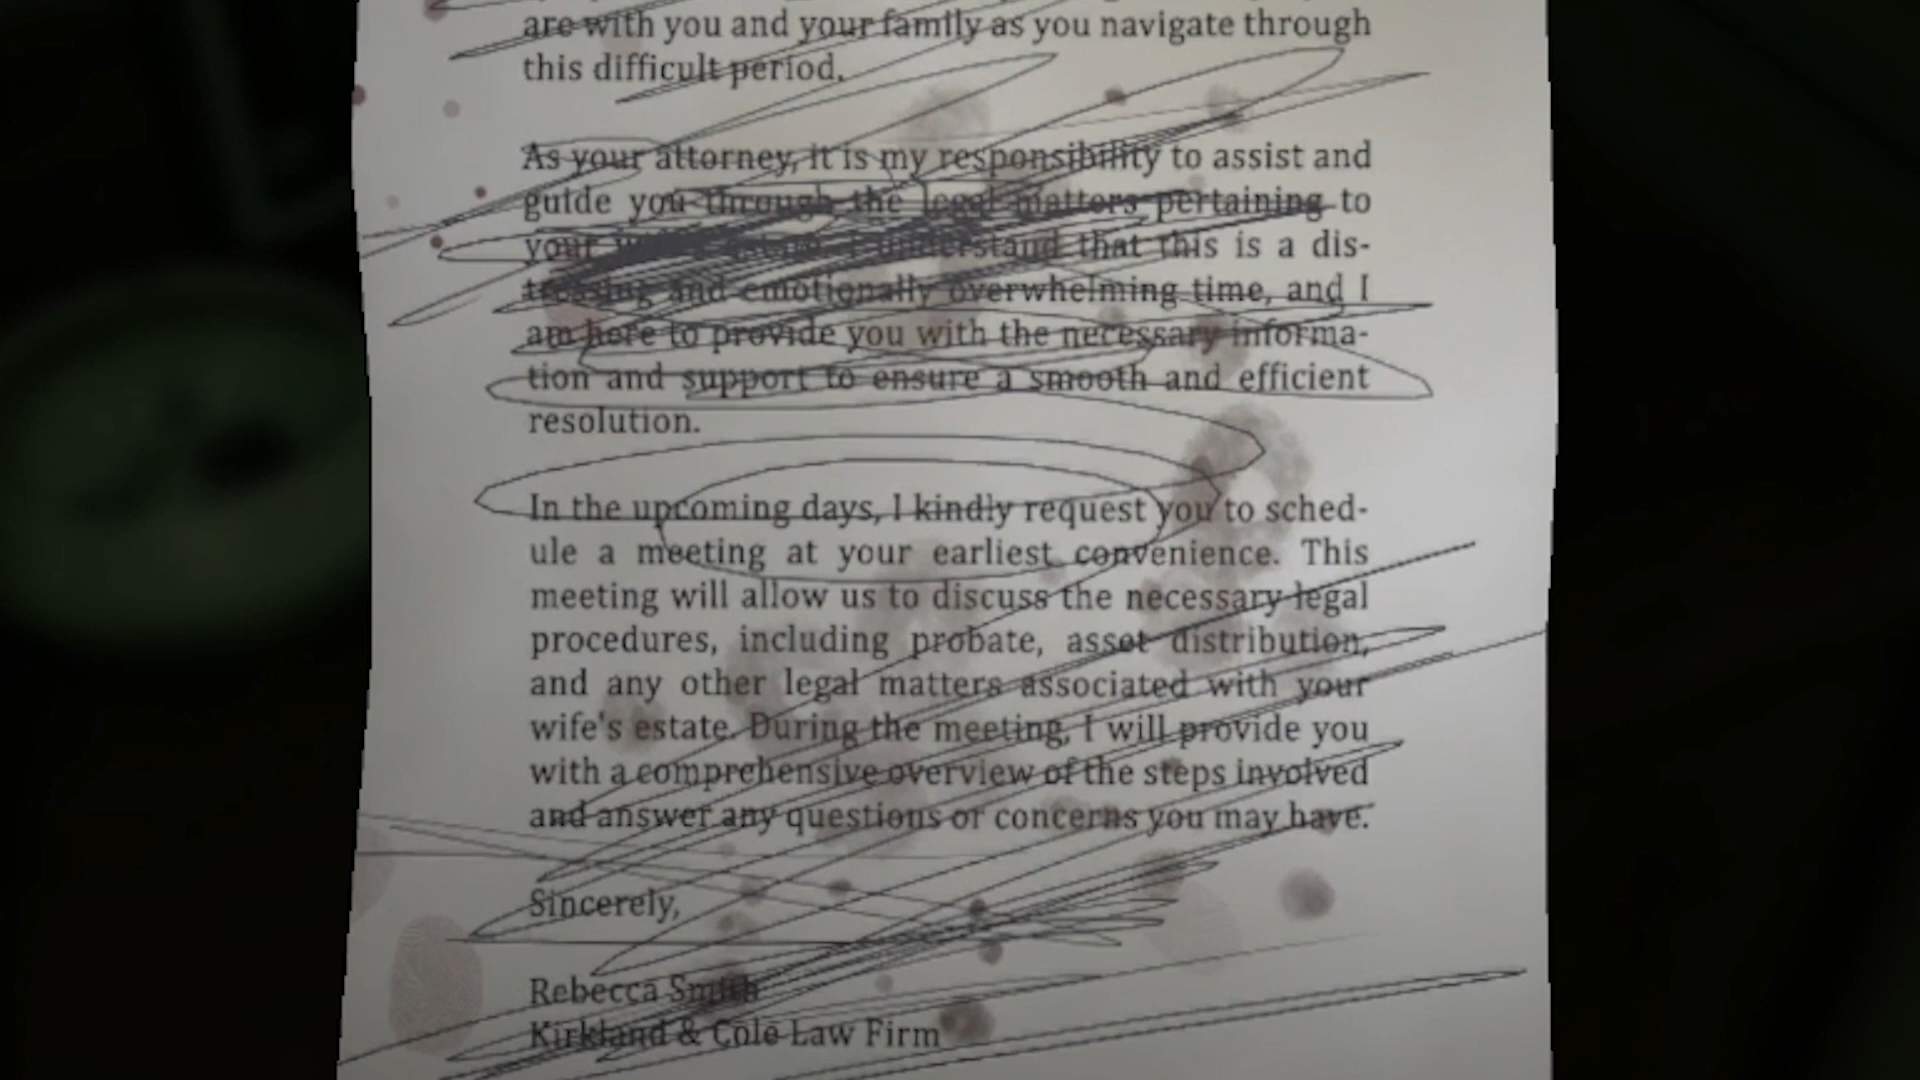 are with you and your family as you navigate through
this difficult period.
As your attorney, it is my responsibility to assist and
guide you through the legal matters pertaining to
your I understand that this is a dis-
tressing and emotionally overwhelming time, and I
am here to provide you with the necessary informa-
tion and support to ensure a smooth and efficient
resolution.
In the upcoming days, I kindly request you to sched-
ule a meeting at your earliest convenience. This
meeting will allow us to discuss the necessary legal
procedures, including probate, asset distribution,
and any other legal matters associated with your
wife's estate. During the meeting, I will provide you
with a comprehensive overview of the steps involved
and answer any questions or concerns you may have.
Sincerely,
Rebecca Smith
Kirkland & Cole Law Firm